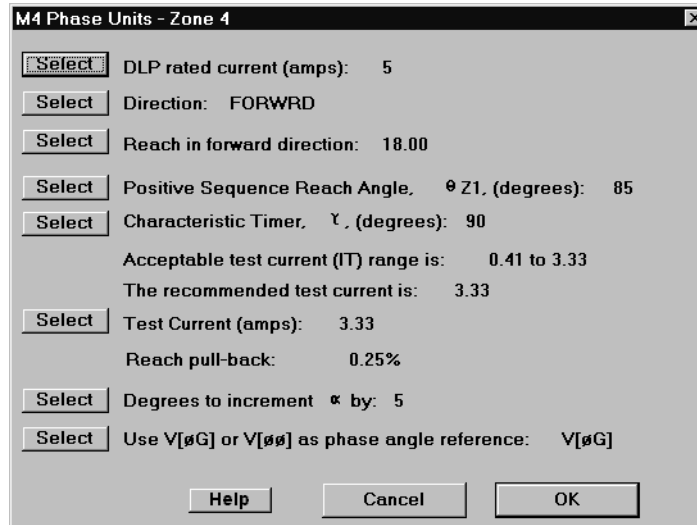 M4 Phase Units - Zone 4
Select DLP rated current (amps): 5
Select Direction: FORWRD
Select Reach in forward direction: 18.00
Select Positive Sequence Reach Angle, θ Z1, (degrees): 85
Select Characteristic Timer, ϒ, (degrees): 90
Acceptable test current (IT) range is: 0.41 to 3.33
The recommended test current is: 3.33
Select Test Current (amps): 3.33
Reach pull-back: 0.25%
Select Degrees to increment ∝ by: 5
Select Use V[øG] or V[øø] as phase angle reference: V[øG]
Help Cancel OK